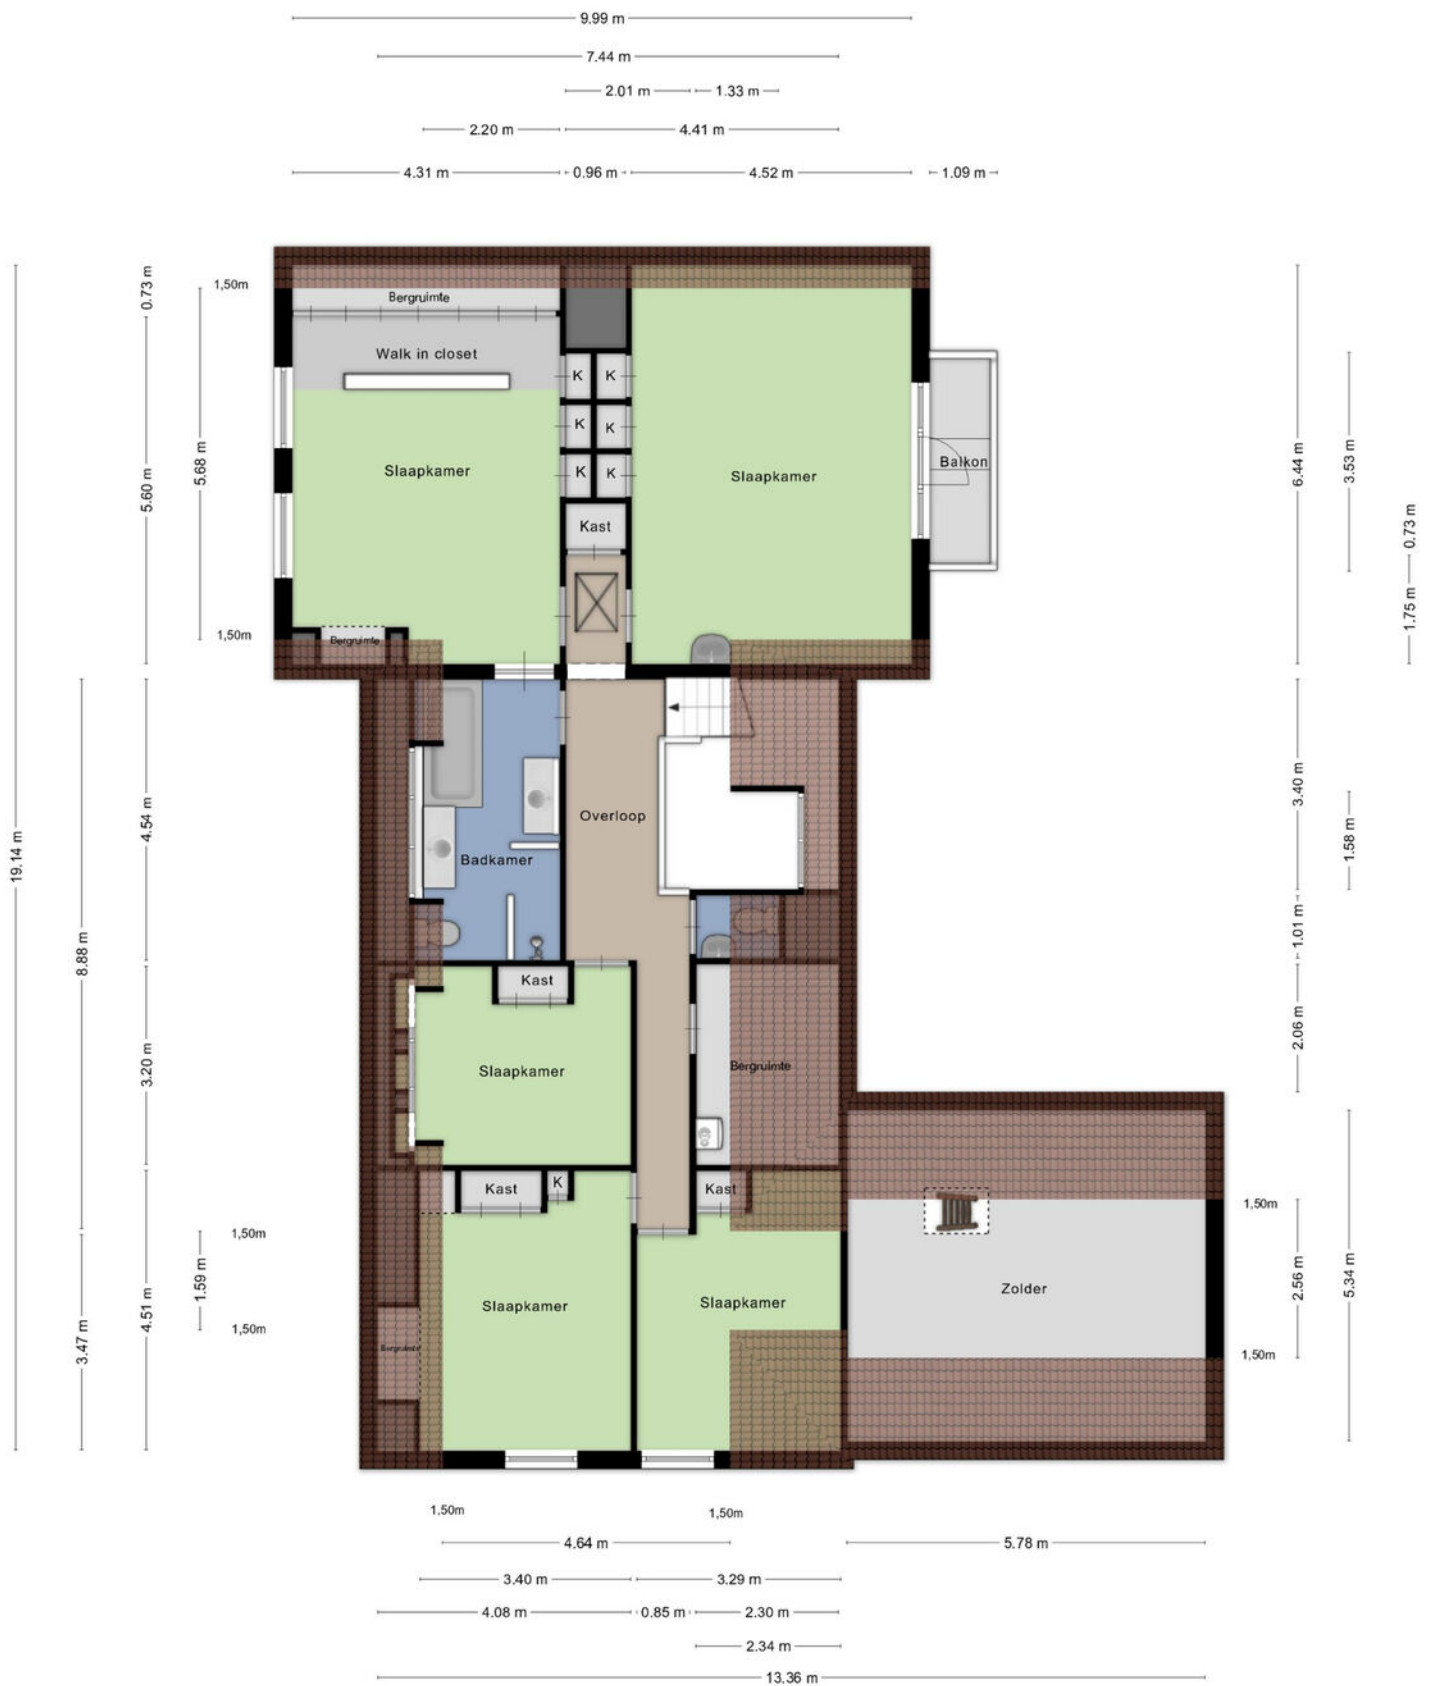 9.99 m
7.44 m
2.01 m
1.33 m
2.20 m
4.41 m
4.31 m
0.96 m
4.52 m
1.09 m
0.73 m
1,50m
Bergruimte
Walk in closet
K
K
K
K
K
K
Slaapkamer
Slaapkamer
Balkon
Kast
5.60 m
5.68 m
6.44 m
3.53 m
0.73 m
1.75 m
1,50m
Bergruimte
19.14 m
8.88 m
4.54 m
Overloop
Badkamer
3.40 m
1.58 m
1.01 m
Kast
3.20 m
Slaapkamer
Bergruimte
2.06 m
Kast
K
Kast
1,50m
1,50m
1.59 m
4.51 m
3.47 m
Slaapkamer
Slaapkamer
Zolder
2.56 m
5.34 m
1,50m
Bergruimte
1,50m
1,50m
1,50m
4.64 m
5.78 m
3.40 m
3.29 m
4.08 m
0.85 m
2.30 m
2.34 m
13.36 m